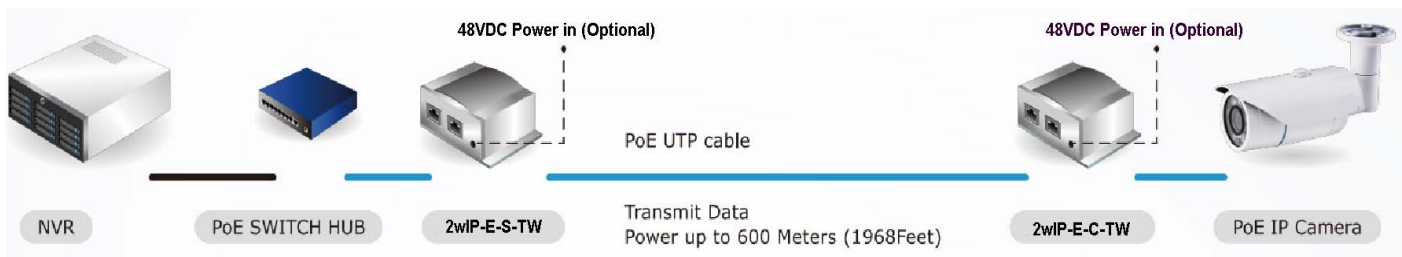 48VDC Power in (Optional)
48VDC Power in (Optional)
PoE UTP cable
NVR
PoE SWITCH HUB
2wIP-E-S-TW
Transmit Data
Power up to 600 Meters (1968Feet)
2wIP-E-C-TW
PoE IP Camera